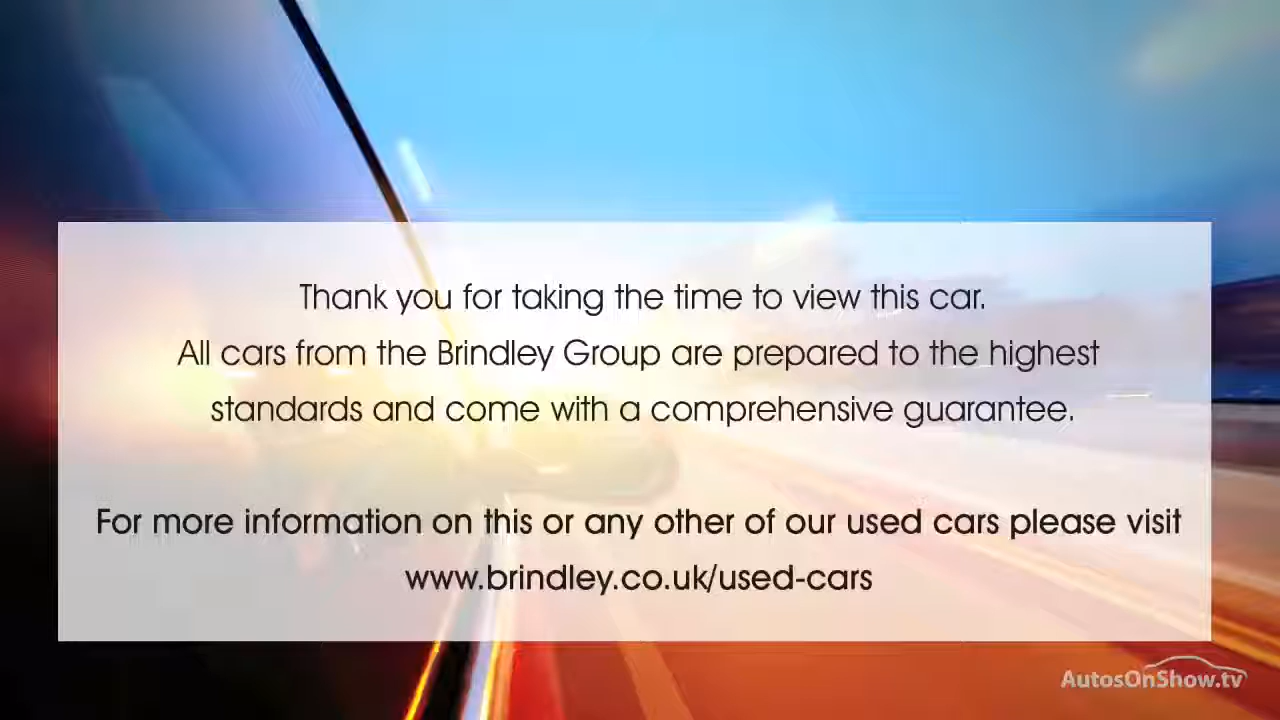 Thank you for taking the time to view this car.
All cars from the Brindley Group are prepared to the highest
standards and come with a comprehensive guarantee.
For more information on this or any other of our used cars please visit
www.brindley.co.uk/used-cars
AutosOnShow.tv